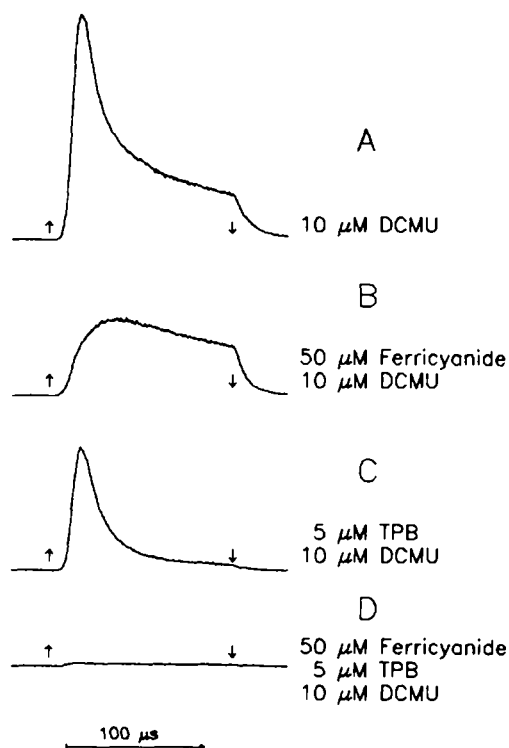 A
10 μM DCMU
B
50 μM Ferricyanide
10 μM DCMU
C
5 μM TPB
10 μM DCMU
D
50 μM Ferricyanide
5 μM TPB
10 μM DCMU
100 μs